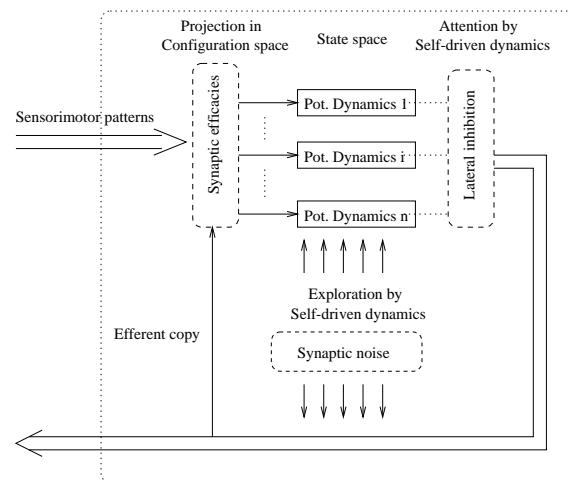 Projection in
Configuration space
State space
Attention by
Self-driven dynamics
Sensorimotor patterns
Synaptic efficacies
Pot. Dynamics 1
Pot. Dynamics i
Pot. Dynamics n
Lateral inhibition
Exploration by
Self-driven dynamics
Efferent copy
Synaptic noise